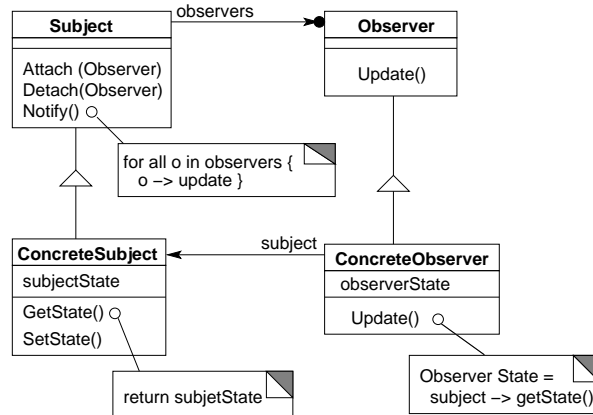 observers
Subject
Observer
Attach (Observer)
Detach(Observer)
Notify()
Update()
for all o in observers {
o –> update }
subject
ConcreteSubject
subjectState
GetState()
SetState()
ConcreteObserver
observerState
Update()
return subjetState
Observer State =
subject –> getState()